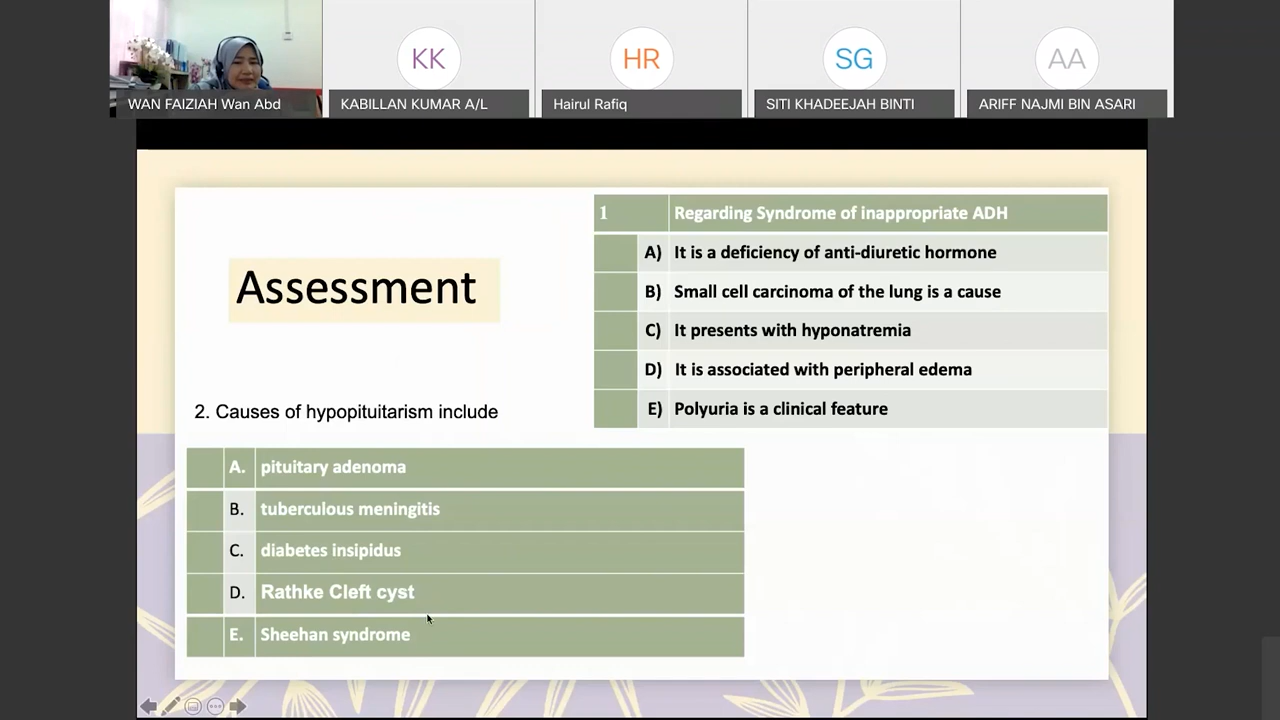 KK
HR
SG
AA
WAN FAIZIAH Wan Abd
KABILLAN KUMAR A/L
Hairul Rafiq
SITI KHADEEJAH BINTI
ARIFF NAJMI BIN ASARI
Assessment
1 Regarding Syndrome of inappropriate ADH
A) It is a deficiency of anti-diuretic hormone
B) Small cell carcinoma of the lung is a cause
C) It presents with hyponatremia
D) It is associated with peripheral edema
E) Polyuria is a clinical feature
2. Causes of hypopituitarism include
A. pituitary adenoma
B. tuberculous meningitis
C. diabetes insipidus
D. Rathke Cleft cyst
E. Sheehan syndrome